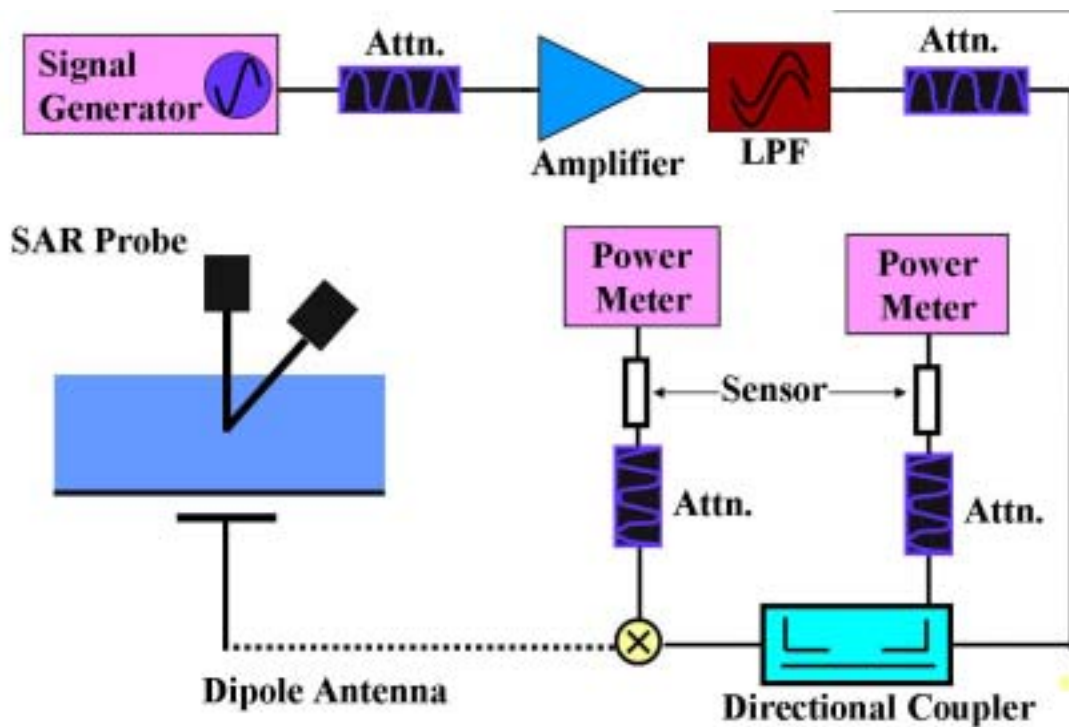 Signal
Generator
Attn.
Amplifier
LPF
Attn.
SAR Probe
Power
Meter
Power
Meter
Sensor
Attn.
Attn.
Dipole Antenna
Directional Coupler